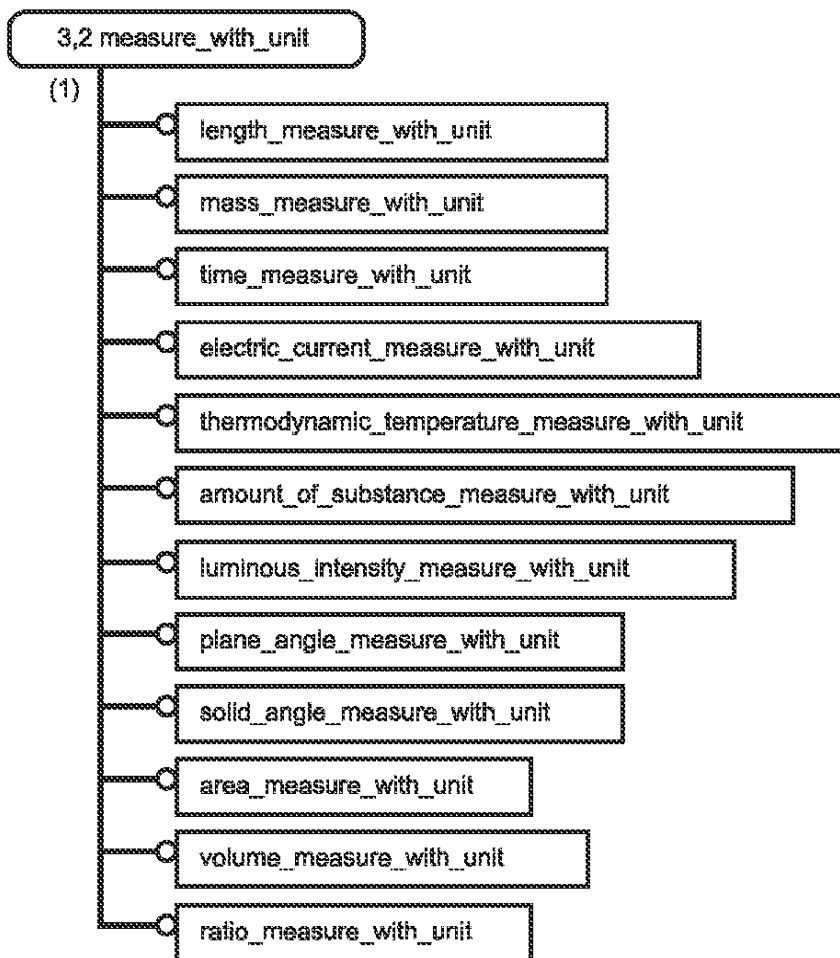 3,2 measure_with_unit
(1)
length_measure_with_unit
mass_measure_with_unit
time_measure_with_unit
electric_current_measure_with_unit
thermodynamic_temperature_measure_with_unit
amount_of_substance_measure_with_unit
luminous_intensity_measure_with_unit
plane_angle_measure_with_unit
solid_angle_measure_with_unit
area_measure_with_unit
volume_measure_with_unit
ratio_measure_with_unit